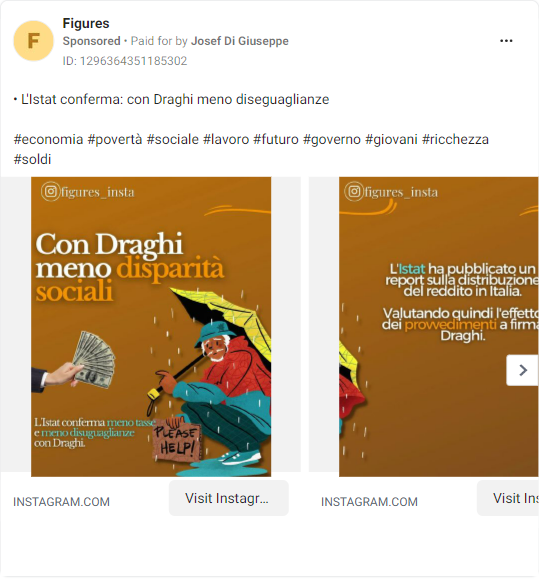 Figures
Sponsored • Paid for by Josef Di Giuseppe
ID: 1296364351185302
• L'Istat conferma: con Draghi meno diseguaglianze
#economia #povertà #sociale #lavoro #futuro #governo #giovani #ricchezza
#soldi
F
figures_insta
Con Draghi
meno disparità
sociali
L'Istat conferma meno tasse
e meno disuguaglianze
con Draghi.
PLEASE
HELP!
INSTAGRAM.COM
Visit Instagr...
figures_insta
L'Istat ha pubblicato un
report sulla distribuzione
del reddito in Italia.
Valutando quindi l'effetto
dei provvedimenti a firma
Draghi.
INSTAGRAM.COM
Visit In